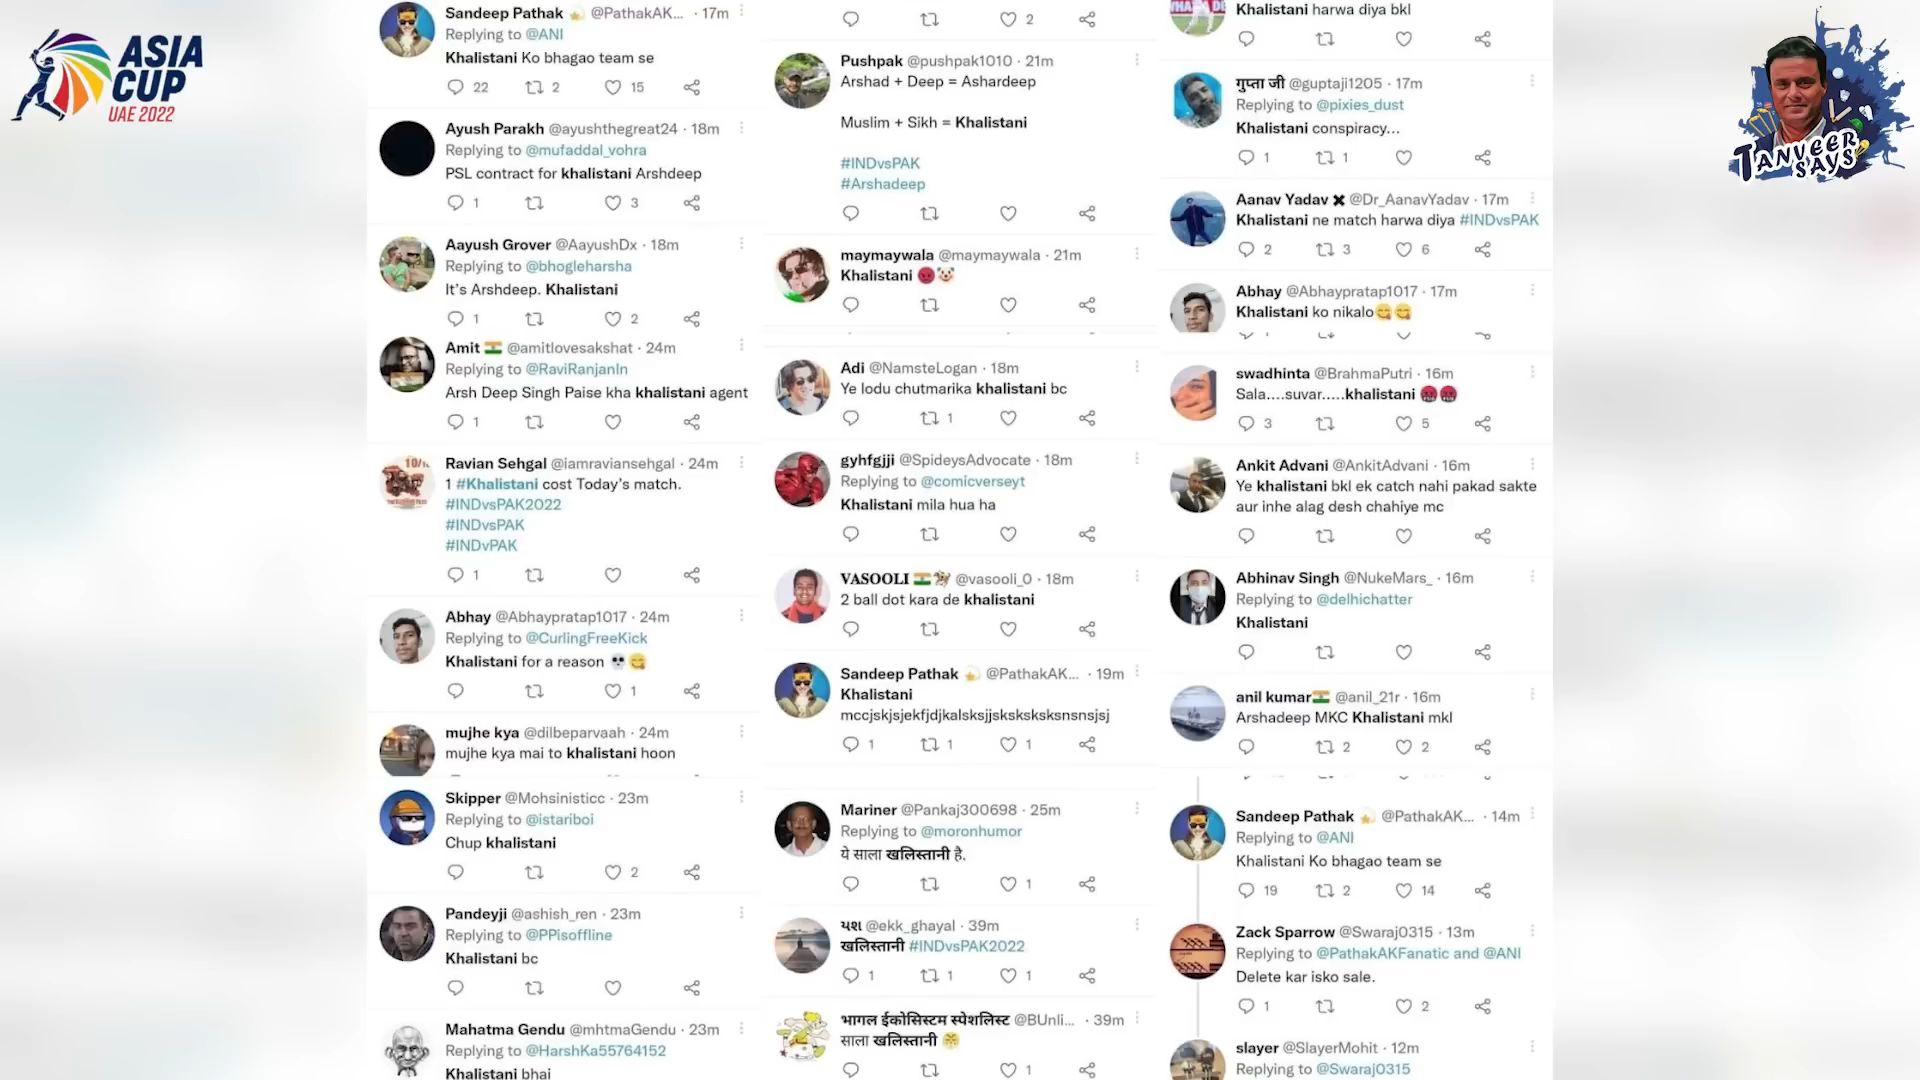 ASIA
CUP
UAE 2022
Sandeep Pathak @PathakAK... · 17m
Replying to @ANI
Khalistani Ko bhagao team se
22 2 15
Ayush Parakh @ayushthegreat24 · 18m
Replying to @mufaddal_vohra
PSL contract for khalistani Arshdeep
1 3
Aayush Grover @AayushDx · 18m
Replying to @bhogleharsha
It's Arshdeep. Khalistani
1 2
Amit @amitlovesakshat · 24m
Replying to @RaviRanjanIn
Arsh Deep Singh Paise kha khalistani agent
1
Ravian Sehgal @iamraviansehgal · 24m
1 #Khalistani cost Today's match.
#INDvsPAK2022
#INDvsPAK
#INDvPAK
1
Abhay @Abhaypratap1017 · 24m
Replying to @CurlingFreeKick
Khalistani for a reason 💀😋
1
mujhe kya @dilbeparvaah · 24m
mujhe kya mai to khalistani hoon
Skipper @Mohsinisticc · 23m
Replying to @istariboi
Chup khalistani
2
Pandeyji @ashish_ren · 23m
Replying to @PPisoffline
Khalistani bc
Mahatma Gendu @mhtmaGendu · 23m
Replying to @HarshKa55764152
Khalistani bhai
2
Pushpak @pushpak1010 · 21m
Arshad + Deep = Ashardeep
Muslim + Sikh = Khalistani
#INDvsPAK
#Arshadeep
maymaywala @maymaywala · 21m
Khalistani 😡🤡
Adi @NamsteLogan · 18m
Ye lodu chutmarika khalistani bc
1
gyhfgjji @SpideysAdvocate · 18m
Replying to @comicverseyt
Khalistani mila hua ha
VASOOLI @vasooli_0 · 18m
2 ball dot kara de khalistani
Sandeep Pathak @PathakAK... · 19m
Khalistani
mccjskjsjekfjdjkalsksjjsksksksksnsnsjsj
1 1 1
Mariner @Pankaj300698 · 25m
Replying to @moronhumor
ये साला खलिस्तानी है.
1
યશ @ekk_ghayal · 39m
खलिस्तानी #INDvsPAK2022
1 1 1
भागल ईकोसिस्टम स्पेशलिस्ट @BUnli... · 39m
साला खलिस्तानी 😤
1
Khalistani harwa diya bkl
गुप्ता जी @guptaji1205 · 17m
Replying to @pixies_dust
Khalistani conspiracy...
1 1
Aanav Yadav ✖ @Dr_AanavYadav · 17m
Khalistani ne match harwa diya #INDvsPAK
2 3 6
Abhay @Abhaypratap1017 · 17m
Khalistani ko nikalo😋😋
swadhinta @BrahmaPutri · 16m
Sala....suvar.....khalistani 🤬🤬
3 5
Ankit Advani @AnkitAdvani · 16m
Ye khalistani bkl ek catch nahi pakad sakte
aur inhe alag desh chahiye mc
Abhinav Singh @NukeMars_ · 16m
Replying to @delhichatter
Khalistani
anil kumar @anil_21r · 16m
Arshadeep MKC Khalistani mkl
2 2
Sandeep Pathak @PathakAK... · 14m
Replying to @ANI
Khalistani Ko bhagao team se
19 2 14
Zack Sparrow @Swaraj0315 · 13m
Replying to @PathakAKFanatic and @ANI
Delete kar isko sale.
1 2
slayer @SlayerMohit · 12m
Replying to @Swaraj0315
TANVEER
SAYS